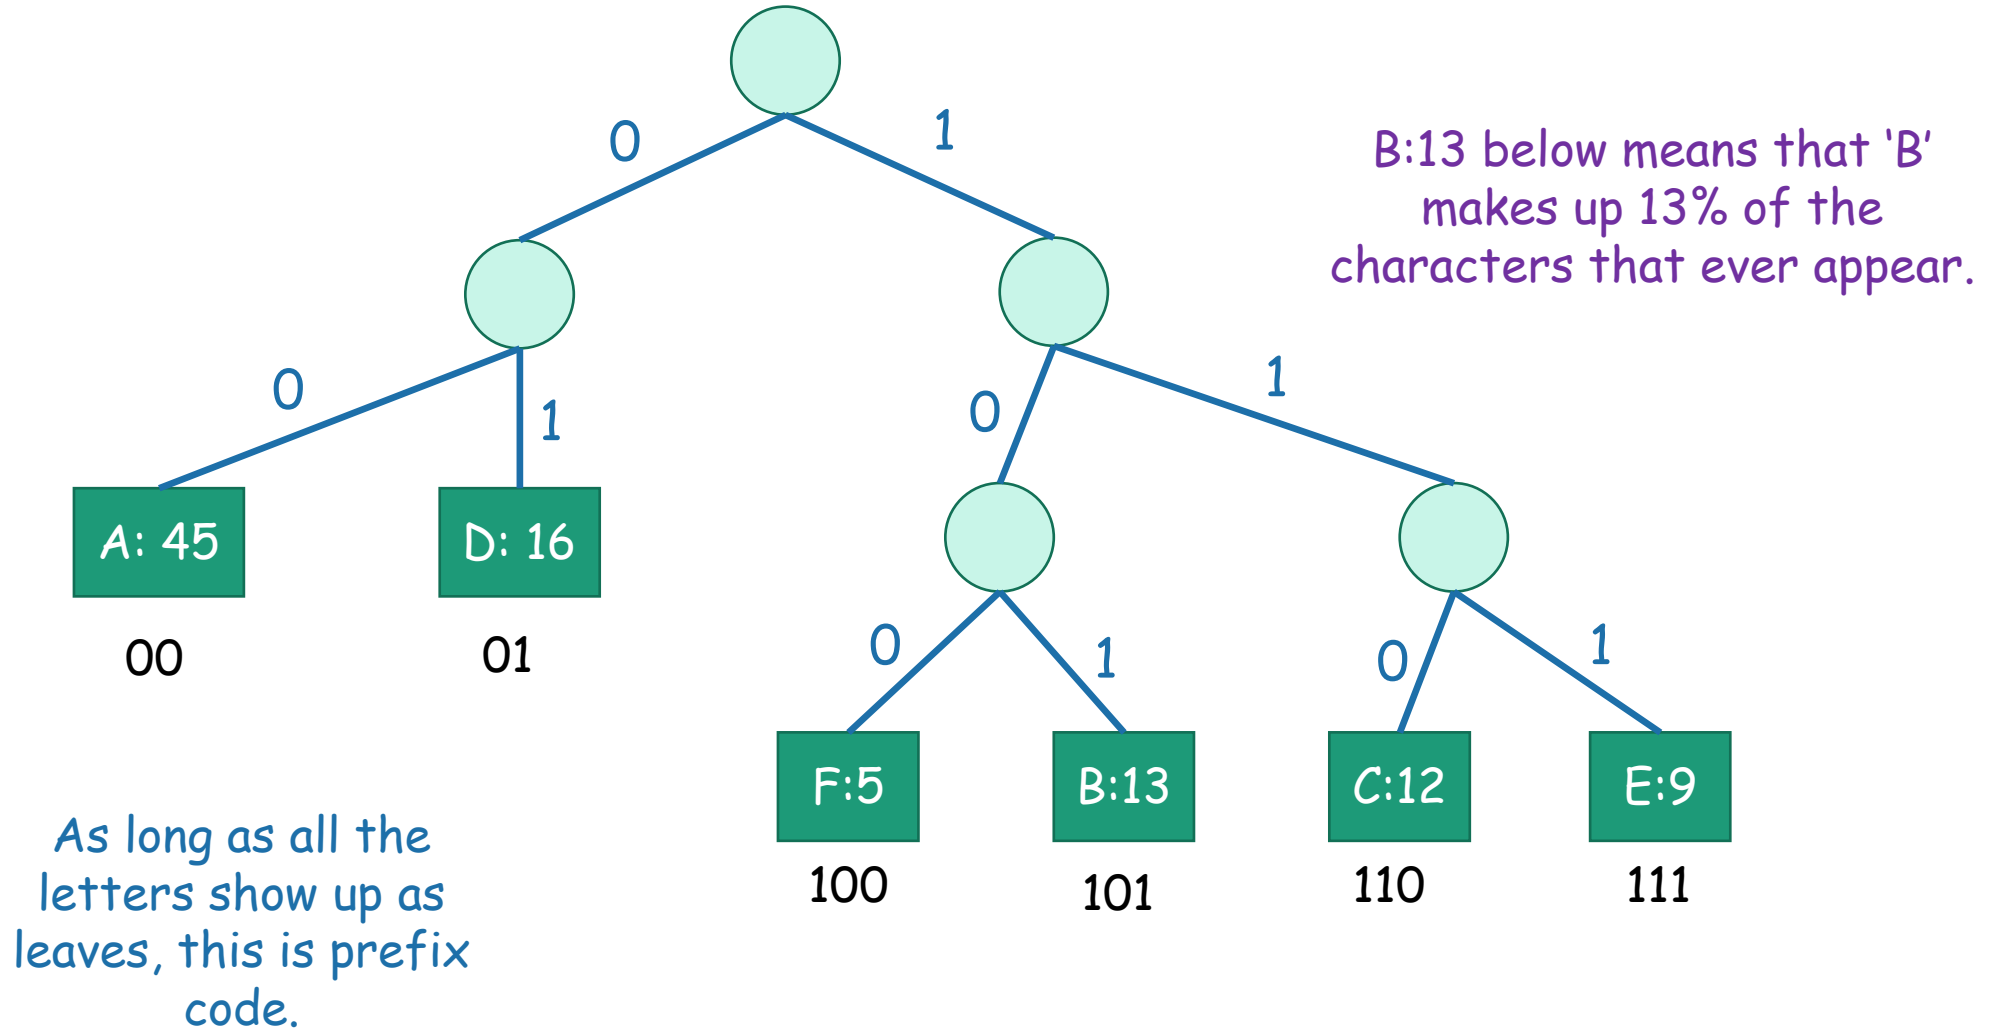 0
1
B:13 below means that ‘B’
makes up 13% of the
characters that ever appear.
0
1
0
1
A: 45
D: 16
00
01
0
1
0
1
F:5
B:13
C:12
E:9
100
101
110
111
As long as all the
letters show up as
leaves, this is prefix
code.